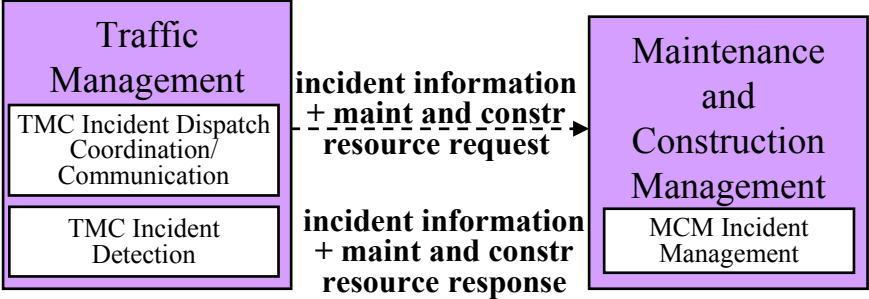 Traffic
Management
TMC Incident Dispatch
Coordination/
Communication
TMC Incident
Detection
incident information
+ maint and constr
resource request
incident information
+ maint and constr
resource response
Maintenance
and
Construction
Management
MCM Incident
Management